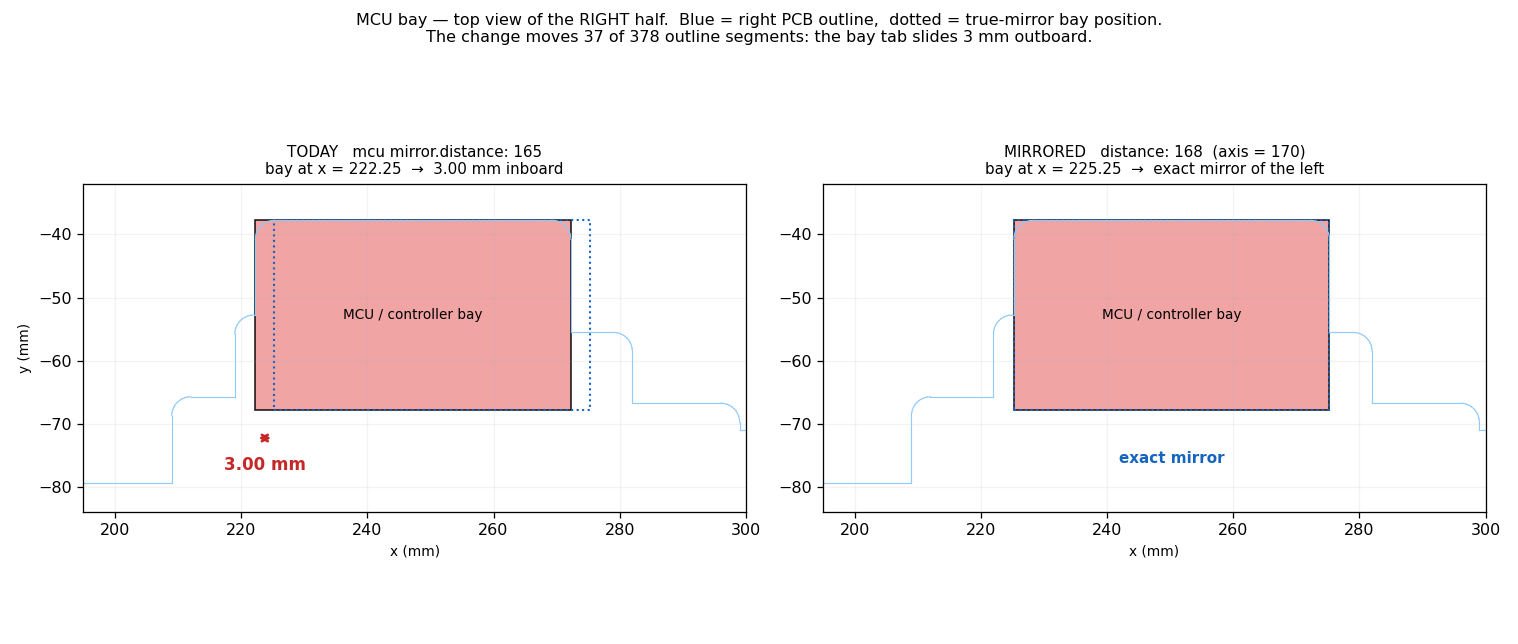 MCU bay — top view of the RIGHT half.  Blue = right PCB outline,  dotted = true-mirror bay position.
The change moves 37 of 378 outline segments: the bay tab slides 3 mm outboard.
TODAY   mcu mirror.distance: 165
bay at x = 222.25  →  3.00 mm inboard
MCU / controller bay
3.00 mm
−40
−50
−60
−70
−80
y (mm)
200
220
240
260
280
300
x (mm)
MIRRORED   distance: 168  (axis = 170)
bay at x = 225.25  →  exact mirror of the left
MCU / controller bay
exact mirror
−40
−50
−60
−70
−80
200
220
240
260
280
300
x (mm)